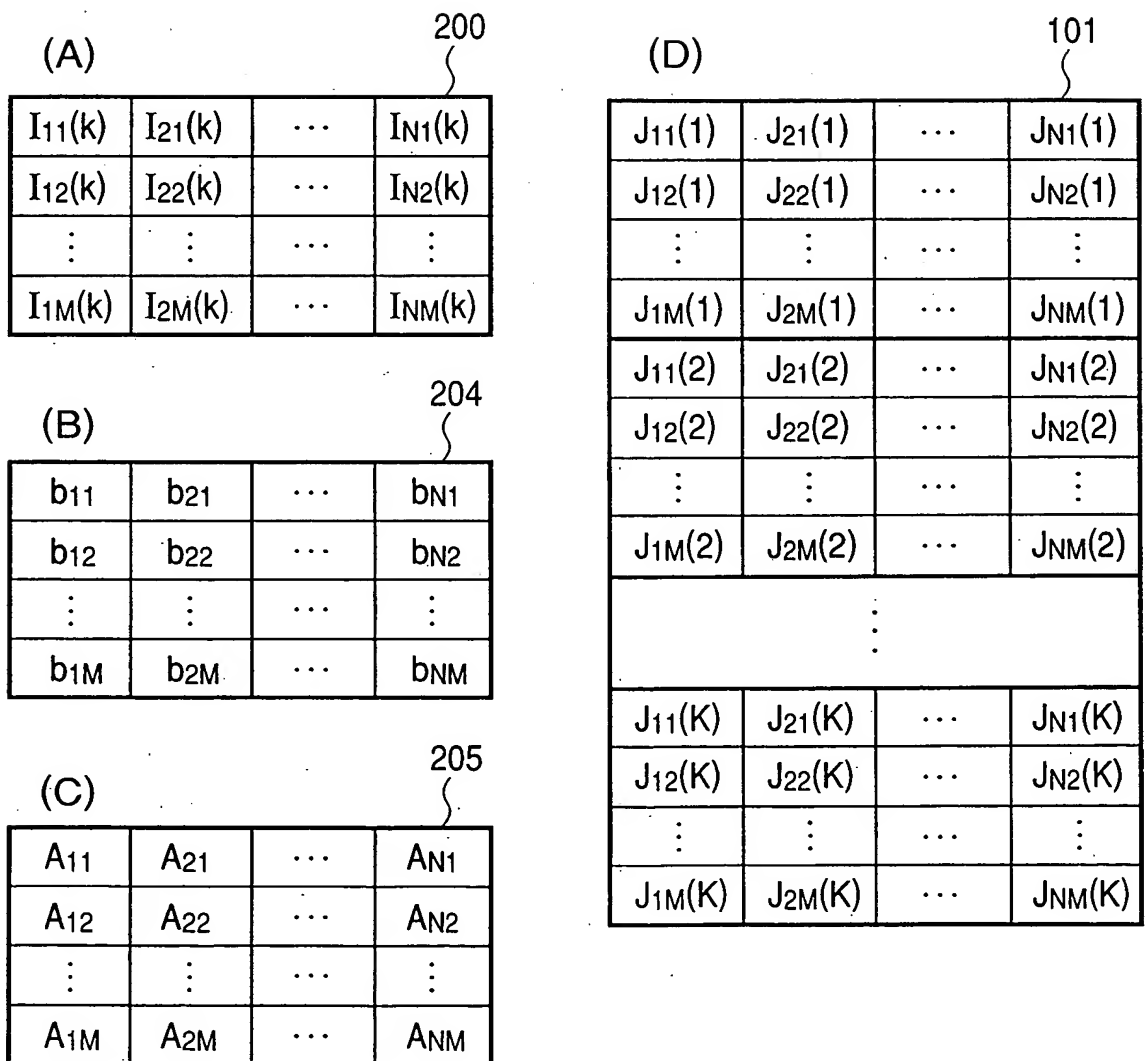 (A)
200
I11(k) I21(k) ... IN1(k)
I12(k) I22(k) ... IN2(k)
⋮ ⋮ ... ⋮
I1M(k) I2M(k) ... INM(k)
(B)
204
b11 b21 ... bN1
b12 b22 ... bN2
⋮ ⋮ ... ⋮
b1M b2M ... bNM
(C)
205
A11 A21 ... AN1
A12 A22 ... AN2
⋮ ⋮ ... ⋮
A1M A2M ... ANM
(D)
101
J11(1) J21(1) ... JN1(1)
J12(1) J22(1) ... JN2(1)
⋮ ⋮ ... ⋮
J1M(1) J2M(1) ... JNM(1)
J11(2) J21(2) ... JN1(2)
J12(2) J22(2) ... JN2(2)
⋮ ⋮ ... ⋮
J1M(2) J2M(2) ... JNM(2)
⋮
J11(K) J21(K) ... JN1(K)
J12(K) J22(K) ... JN2(K)
⋮ ⋮ ... ⋮
J1M(K) J2M(K) ... JNM(K)